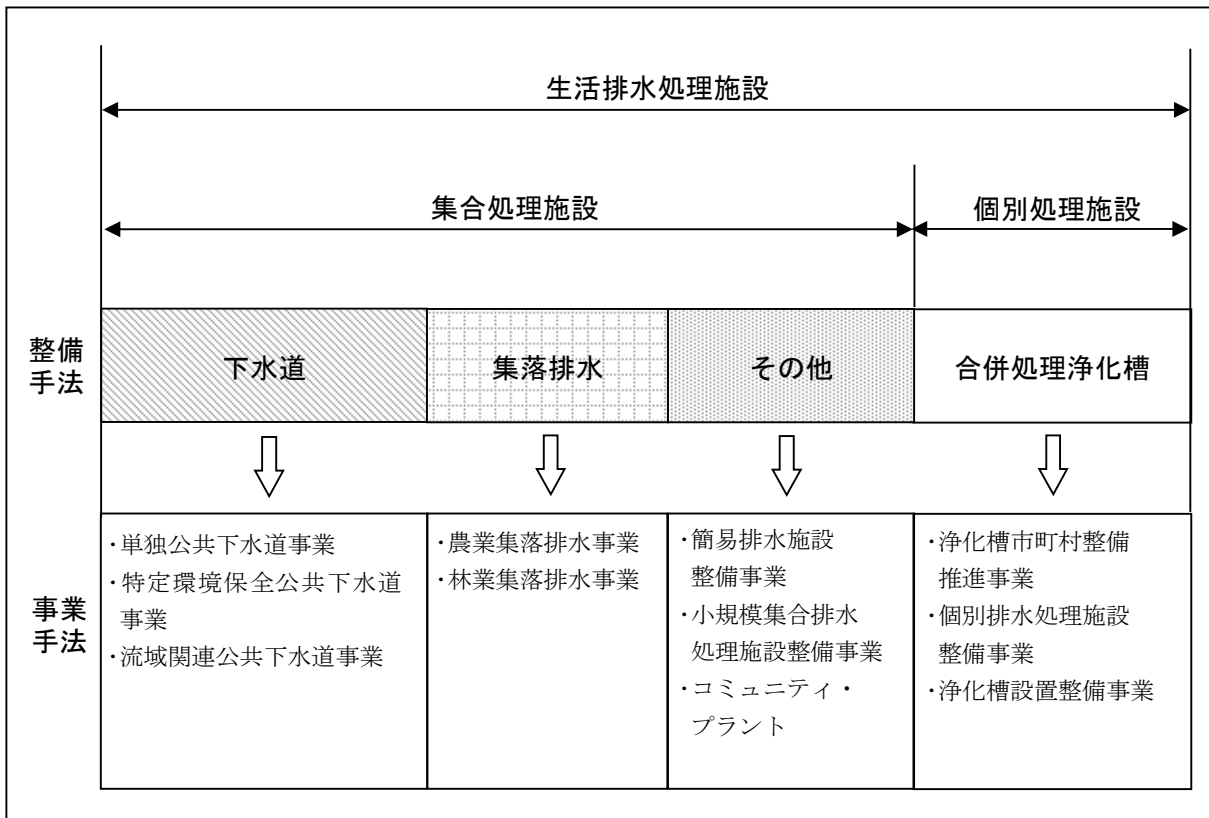 生活排水処理施設
集合処理施設
個別処理施設
整備
手法
下水道
集落排水
その他
合併処理浄化槽
事業
手法
・単独公共下水道事業
・特定環境保全公共下水道
事業
・流域関連公共下水道事業
・農業集落排水事業
・林業集落排水事業
・簡易排水施設
整備事業
・小規模集合排水
処理施設整備事業
・コミュニティ・
プラント
・浄化槽市町村整備
推進事業
・個別排水処理施設
整備事業
・浄化槽設置整備事業